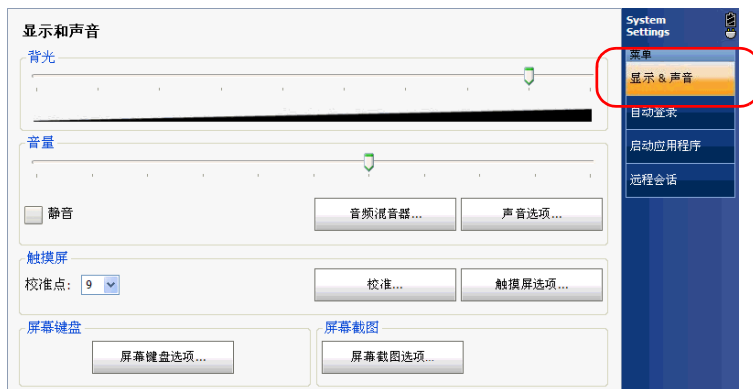 显示和声音
背光
音量
静音
音频混音器...
声音选项...
触摸屏
校准点: 9
校准...
触摸屏选项...
屏幕键盘
屏幕键盘选项...
屏幕截图
屏幕截图选项...
System
Settings
菜单
显示 & 声音
自动登录
启动应用程序
远程会话